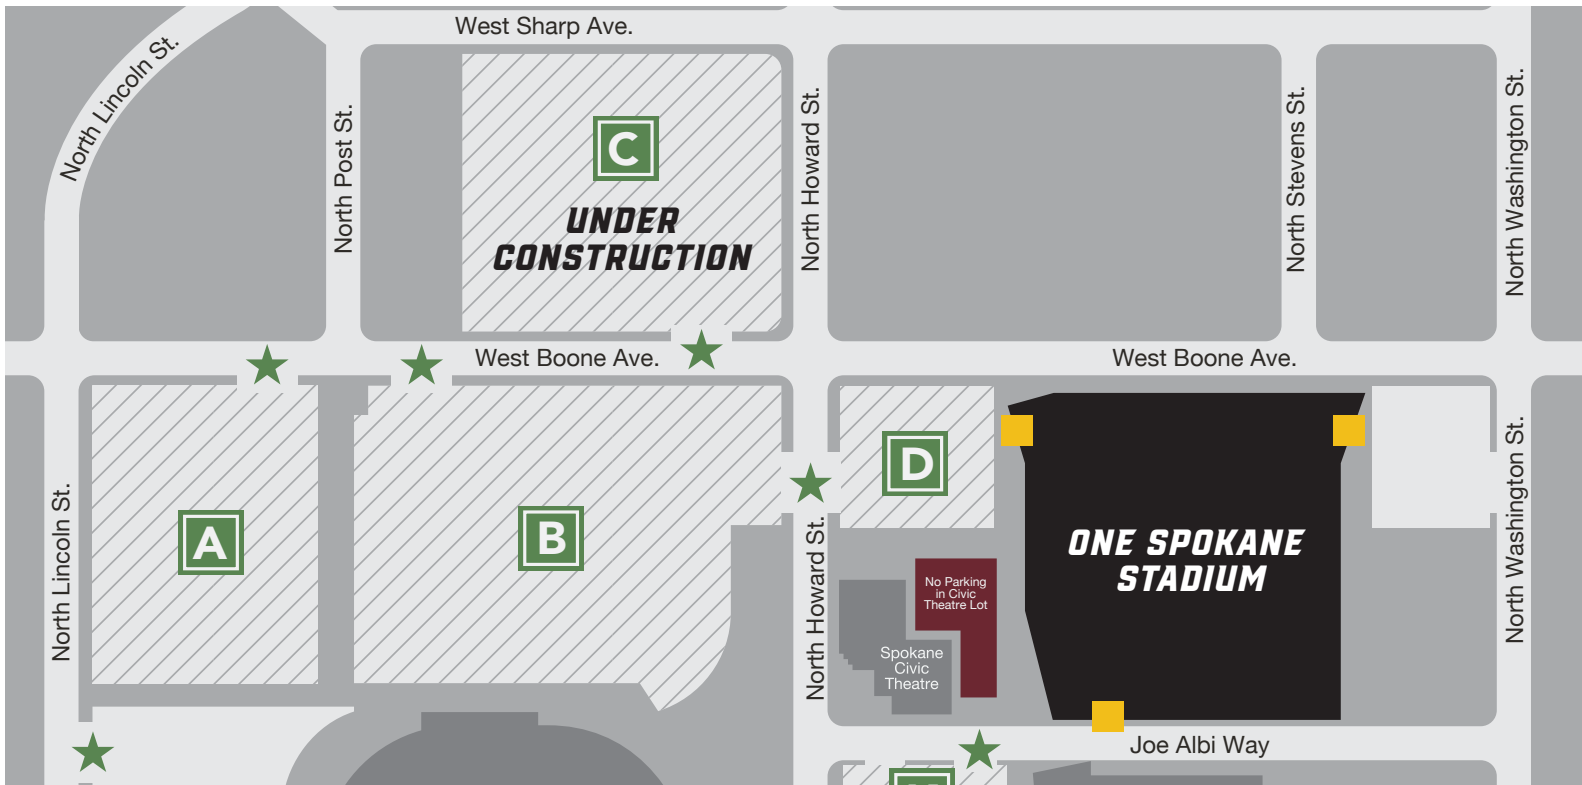 West Sharp Ave.
North Lincoln St.
North Post St.
C
UNDER
CONSTRUCTION
North Howard St.
North Stevens St.
North Washington St.
West Boone Ave.
West Boone Ave.
North Lincoln St.
A
B
North Howard St.
D
No Parking
in Civic
Theatre Lot
Spokane
Civic
Theatre
ONE SPOKANE
STADIUM
North Washington St.
Joe Albi Way